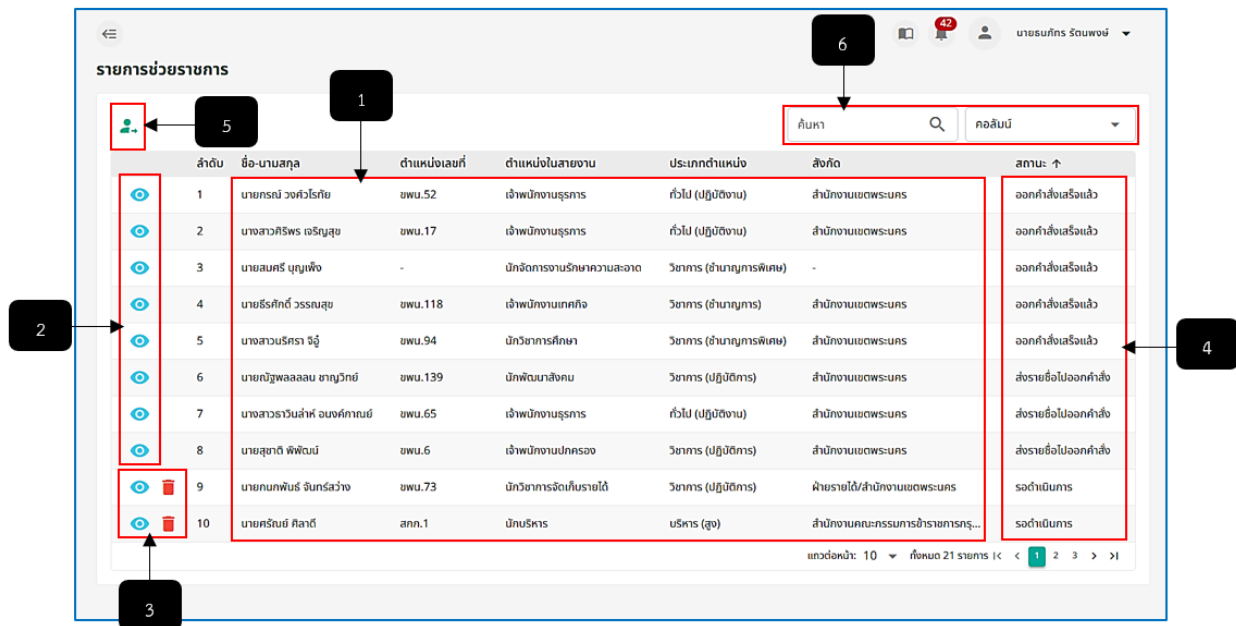 42
นายธนภัทร รัตนพงษ์
6
รายการช่วยราชการ
1
5
ค้นหา
คอลัมน์
ลำดับ ชื่อ-นามสกุล ตำแหน่งเลขที่ ตำแหน่งในสายงาน ประเภทตำแหน่ง สังกัด สถานะ ↑
1 นายกรณ์ วงศ์วโรทัย ขพน.52 เจ้าพนักงานธุรการ ทั่วไป (ปฏิบัติงาน) สำนักงานเขตพระนคร ออกคำสั่งเสร็จแล้ว
2 นางสาวศิริพร เจริญสุข ขพน.17 เจ้าพนักงานธุรการ ทั่วไป (ปฏิบัติงาน) สำนักงานเขตพระนคร ออกคำสั่งเสร็จแล้ว
3 นายสมศรี บุญเพ็ง - นักจัดการงานรักษาความสะอาด วิชาการ (ชำนาญการพิเศษ) - ออกคำสั่งเสร็จแล้ว
4 นายธีรศักดิ์ วรรณสุข ขพน.118 เจ้าพนักงานเทศกิจ วิชาการ (ชำนาญการ) สำนักงานเขตพระนคร ออกคำสั่งเสร็จแล้ว
2
5 นางสาวนริศรา จิอู๋ ขพน.94 นักวิชาการศึกษา วิชาการ (ชำนาญการพิเศษ) สำนักงานเขตพระนคร ออกคำสั่งเสร็จแล้ว
4
6 นายณัฐพลลลลน ชาญวิทย์ ขพน.139 นักพัฒนาสังคม วิชาการ (ปฏิบัติการ) สำนักงานเขตพระนคร ส่งรายชื่อไปออกคำสั่ง
7 นางสาวธาวินล่าห์ อนงค์กาณย์ ขพน.65 เจ้าพนักงานธุรการ ทั่วไป (ปฏิบัติงาน) สำนักงานเขตพระนคร ส่งรายชื่อไปออกคำสั่ง
8 นายสุชาติ พิพัฒน์ ขพน.6 เจ้าพนักงานปกครอง วิชาการ (ปฏิบัติการ) สำนักงานเขตพระนคร ส่งรายชื่อไปออกคำสั่ง
9 นายกนกพันธ์ จันทร์สว่าง ขพน.73 นักวิชาการจัดเก็บรายได้ วิชาการ (ปฏิบัติการ) ฝ่ายรายได้/สำนักงานเขตพระนคร รอดำเนินการ
10 นายศรัณย์ ศิลาดี สกก.1 นักบริหาร บริหาร (สูง) สำนักงานคณะกรรมการข้าราชการกรุ... รอดำเนินการ
แถวต่อหน้า: 10 ทั้งหมด 21 รายการ |< < 1 2 3 > >|
3